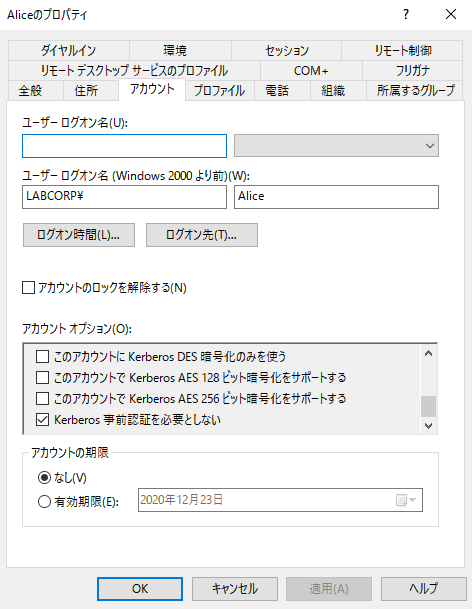 Aliceのプロパティ
ダイヤルイン 環境 セッション リモート制御
リモート デスクトップ サービスのプロファイル COM+ フリガナ
全般 住所 アカウント プロファイル 電話 組織 所属するグループ
ユーザー ログオン名(U):
ユーザー ログオン名 (Windows 2000 より前)(W):
LABCORP¥ Alice
ログオン時間(L)... ログオン先(T)...
アカウントのロックを解除する(N)
アカウント オプション(O):
このアカウントに Kerberos DES 暗号化のみを使う
このアカウントで Kerberos AES 128 ビット暗号化をサポートする
このアカウントで Kerberos AES 256 ビット暗号化をサポートする
Kerberos 事前認証を必要としない
アカウントの期限
なし(V)
有効期限(E): 2020年12月23日
OK キャンセル 適用(A) ヘルプ